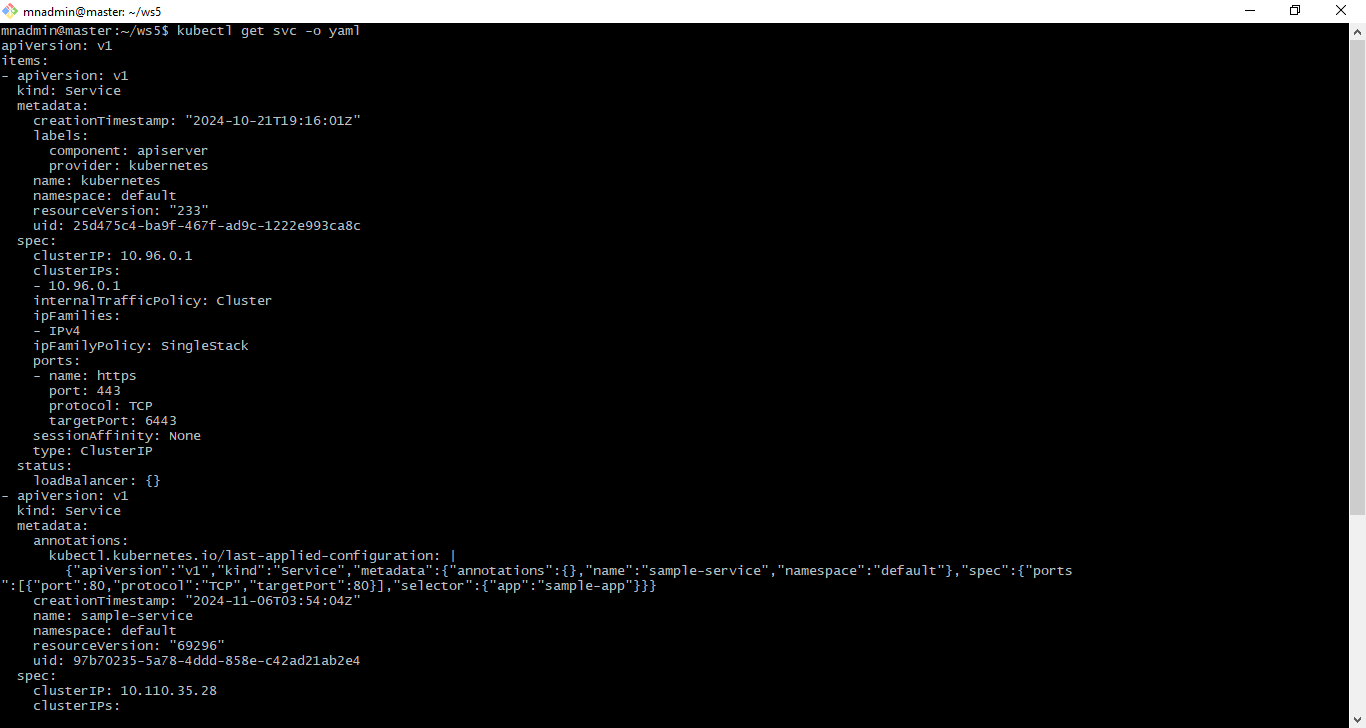 mnadmin@master: ~/ws5
mnadmin@master:~/ws5$ kubectl get svc -o yaml
apiVersion: v1
items:
- apiVersion: v1
  kind: Service
  metadata:
    creationTimestamp: "2024-10-21T19:16:01Z"
    labels:
      component: apiserver
      provider: kubernetes
    name: kubernetes
    namespace: default
    resourceVersion: "233"
    uid: 25d475c4-ba9f-467f-ad9c-1222e993ca8c
  spec:
    clusterIP: 10.96.0.1
    clusterIPs:
    - 10.96.0.1
    internalTrafficPolicy: Cluster
    ipFamilies:
    - IPv4
    ipFamilyPolicy: SingleStack
    ports:
    - name: https
      port: 443
      protocol: TCP
      targetPort: 6443
    sessionAffinity: None
    type: ClusterIP
  status:
    loadBalancer: {}
- apiVersion: v1
  kind: Service
  metadata:
    annotations:
      kubectl.kubernetes.io/last-applied-configuration: |
        {"apiVersion":"v1","kind":"Service","metadata":{"annotations":{},"name":"sample-service","namespace":"default"},"spec":{"ports
":[{"port":80,"protocol":"TCP","targetPort":80}],"selector":{"app":"sample-app"}}}
    creationTimestamp: "2024-11-06T03:54:04Z"
    name: sample-service
    namespace: default
    resourceVersion: "69296"
    uid: 97b70235-5a78-4ddd-858e-c42ad21ab2e4
  spec:
    clusterIP: 10.110.35.28
    clusterIPs: